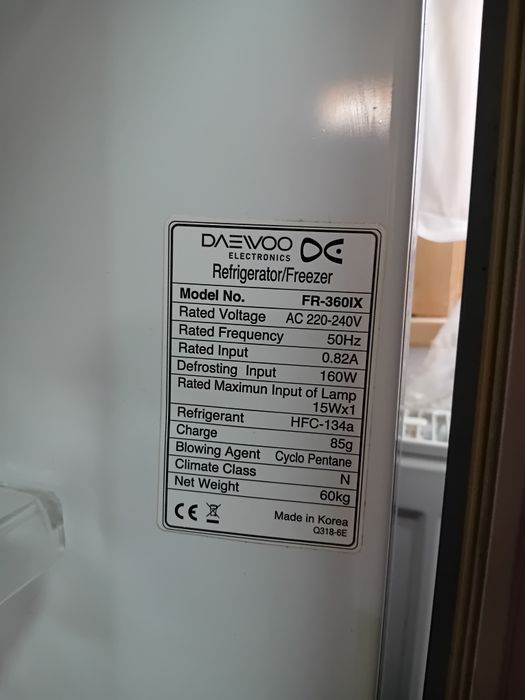 DAEWOO
ELECTRONICS
Refrigerator/Freezer
Model No. FR-360IX
Rated Voltage AC 220-240V
Rated Frequency 50Hz
Rated Input 0.82A
Defrosting Input 160W
Rated Maximun Input of Lamp
15Wx1
Refrigerant HFC-134a
Charge 85g
Blowing Agent Cyclo Pentane
Climate Class N
Net Weight 60kg
CE Made in Korea
Q318-6E